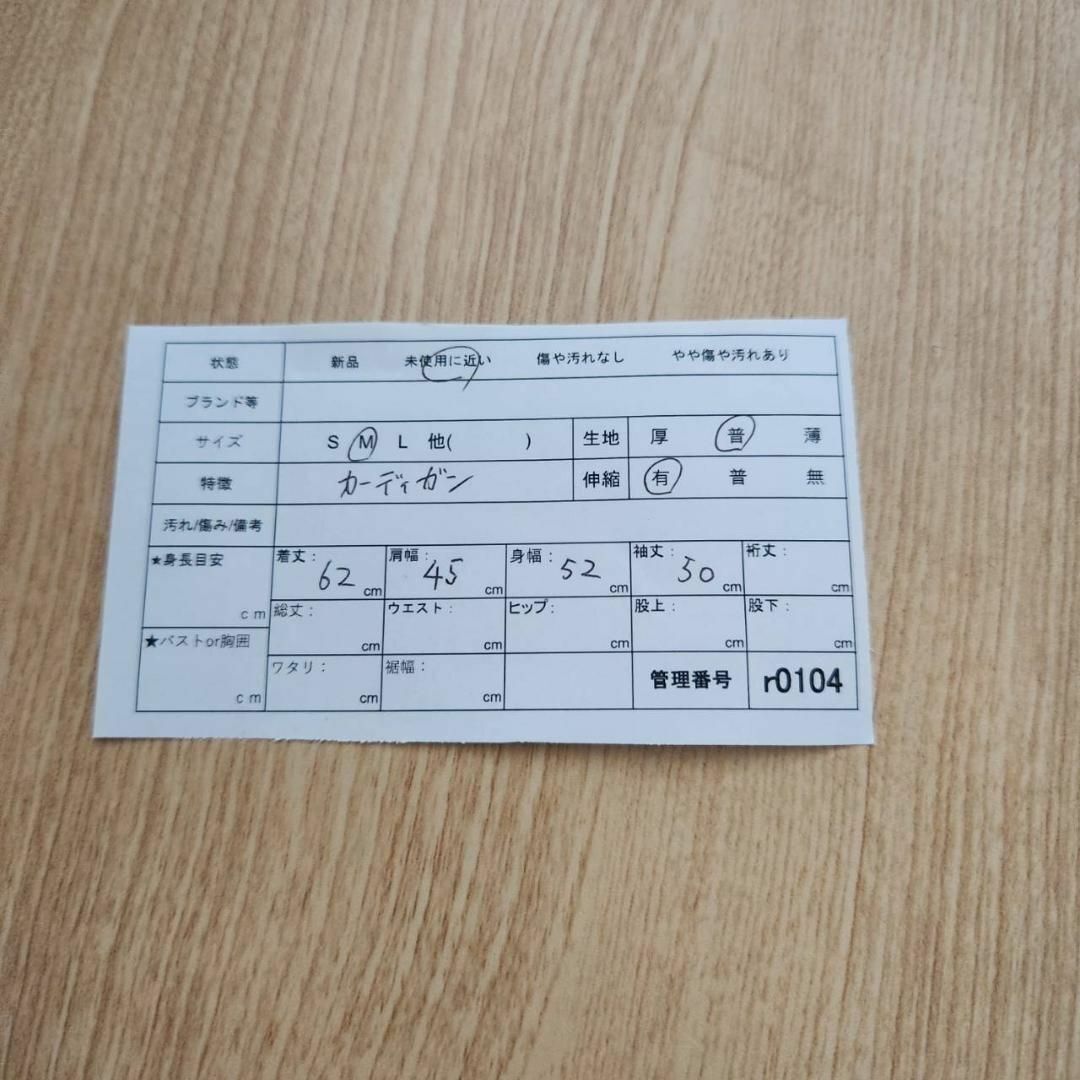 状態 新品 未使用に近い 傷や汚れなし やや傷や汚れあり
ブランド等
サイズ S M L 他( ) 生地 厚 普 薄
特徴 カーディガン 伸縮 有 普 無
汚れ/傷み/備考
★身長目安 cm 着丈: 62 cm 肩幅: 45 cm 身幅: 52 cm 袖丈: 50 cm 裄丈: cm
総丈: cm ウエスト: cm ヒップ: cm 股上: cm 股下: cm
★バストor胸囲 cm ワタリ: cm 裾幅: cm 管理番号 r0104